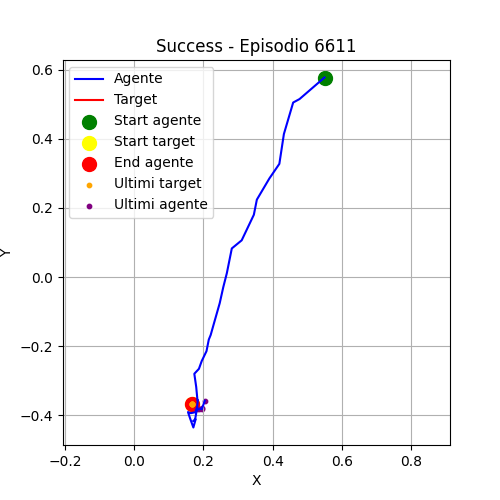 Success - Episodio 6611
Agente
Target
Start agente
Start target
End agente
Ultimi target
Ultimi agente
0.6
0.4
0.2
0.0
−0.2
−0.4
Y
−0.2
0.0
0.2
0.4
0.6
0.8
X